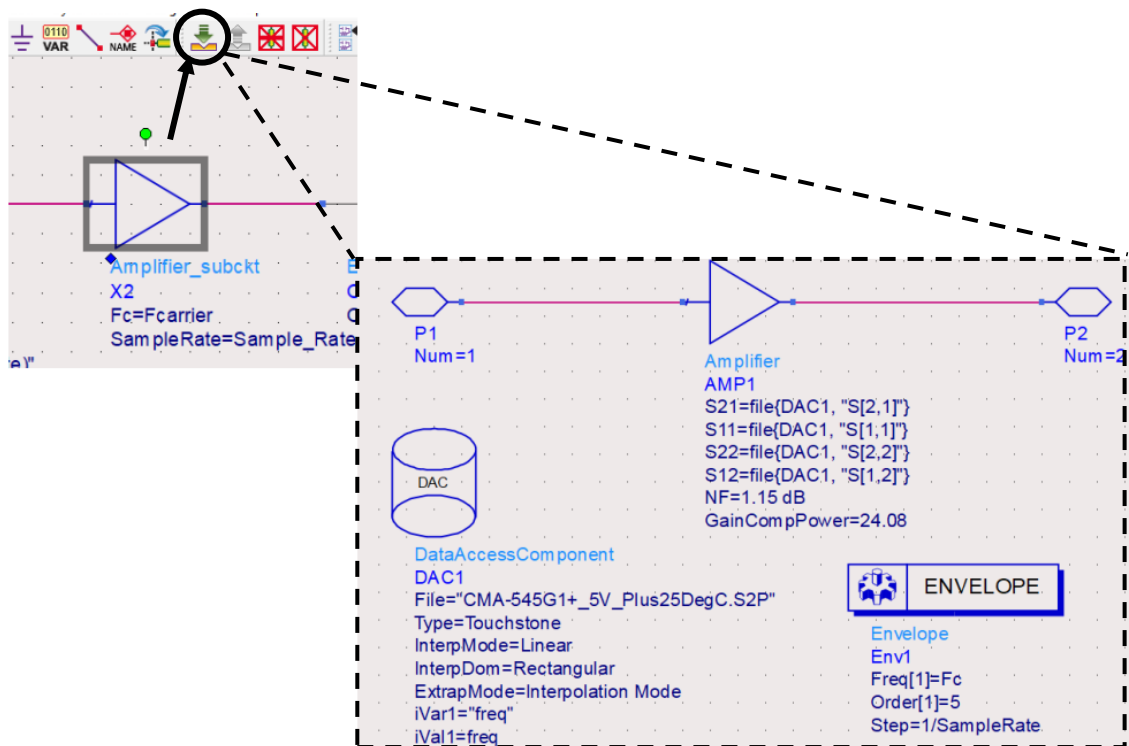 0110
VAR
NAME
Amplifier_subckt
X2
Fc=Fcarrier
SampleRate=Sample_Rate
E
C
C
re)"
P1
Num=1
P2
Num=2
Amplifier
AMP1
S21=file{DAC1, "S[2,1]"}
S11=file{DAC1, "S[1,1]"}
S22=file{DAC1, "S[2,2]"}
S12=file{DAC1, "S[1,2]"}
NF=1.15 dB
GainCompPower=24.08
DAC
DataAccessComponent
DAC1
File="CMA-545G1+_5V_Plus25DegC.S2P"
Type=Touchstone
InterpMode=Linear
InterpDom=Rectangular
ExtrapMode=Interpolation Mode
iVar1="freq"
iVal1=freq
ENVELOPE
Envelope
Env1
Freq[1]=Fc
Order[1]=5
Step=1/SampleRate